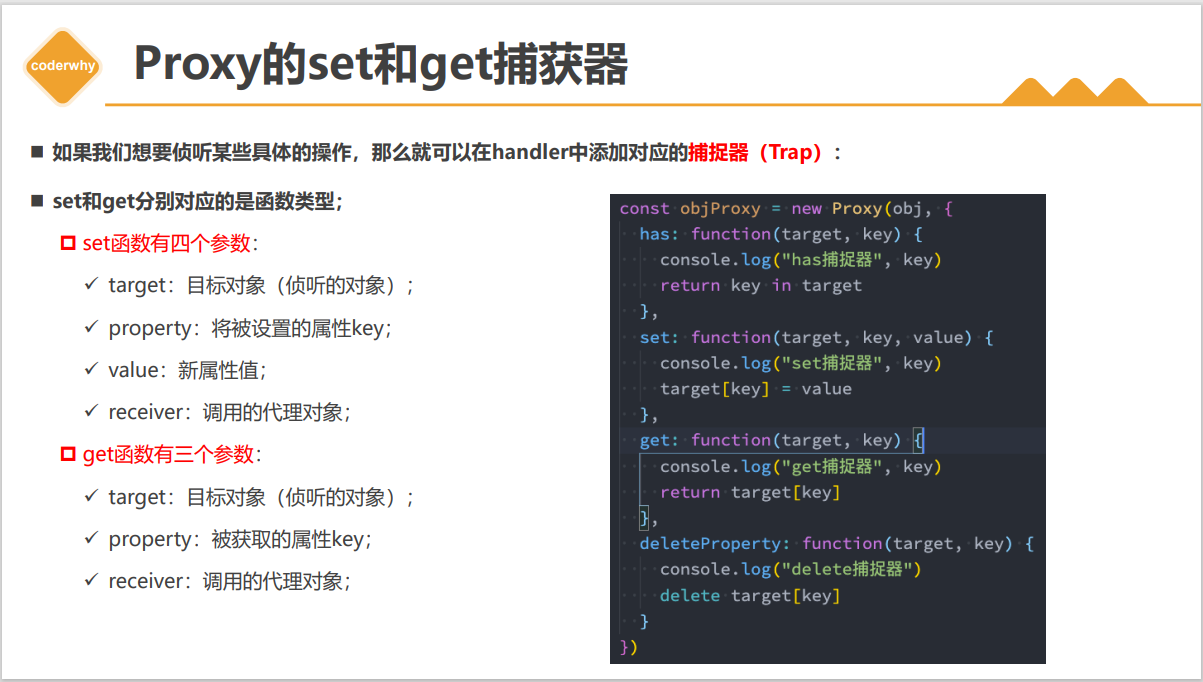 coderwhy
Proxy的set和get捕获器
■ 如果我们想要侦听某些具体的操作，那么就可以在handler中添加对应的捕捉器（Trap）：
■ set和get分别对应的是函数类型；
set函数有四个参数：
✓ target：目标对象（侦听的对象）；
✓ property：将被设置的属性key；
✓ value：新属性值；
✓ receiver：调用的代理对象；
get函数有三个参数：
✓ target：目标对象（侦听的对象）；
✓ property：被获取的属性key；
✓ receiver：调用的代理对象；
const objProxy = new Proxy(obj, {
  has: function(target, key) {
    console.log("has捕捉器", key)
    return key in target
  },
  set: function(target, key, value) {
    console.log("set捕捉器", key)
    target[key] = value
  },
  get: function(target, key) {
    console.log("get捕捉器", key)
    return target[key]
  },
  deleteProperty: function(target, key) {
    console.log("delete捕捉器")
    delete target[key]
  }
})